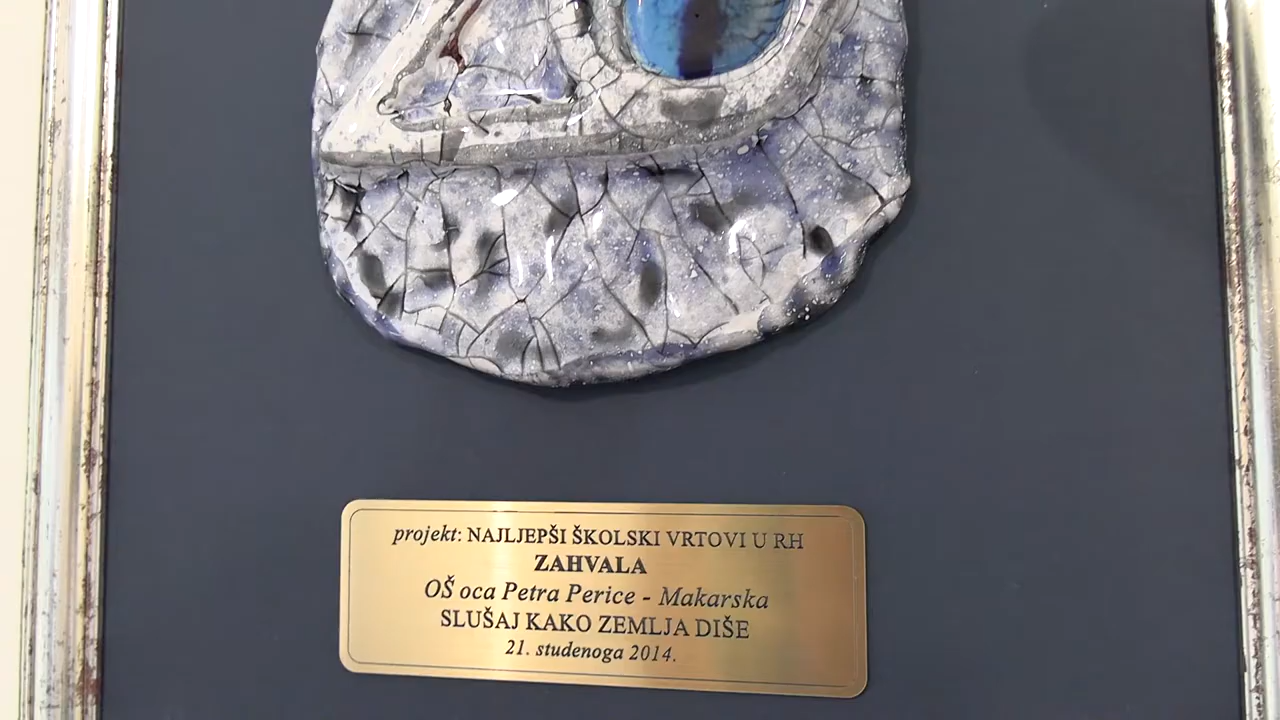 projekt: NAJLJEPŠI ŠKOLSKI VRTOVI U RH
ZAHVALA
OŠ oca Petra Perice - Makarska
SLUŠAJ KAKO ZEMLJA DIŠE
21. studenoga 2014.